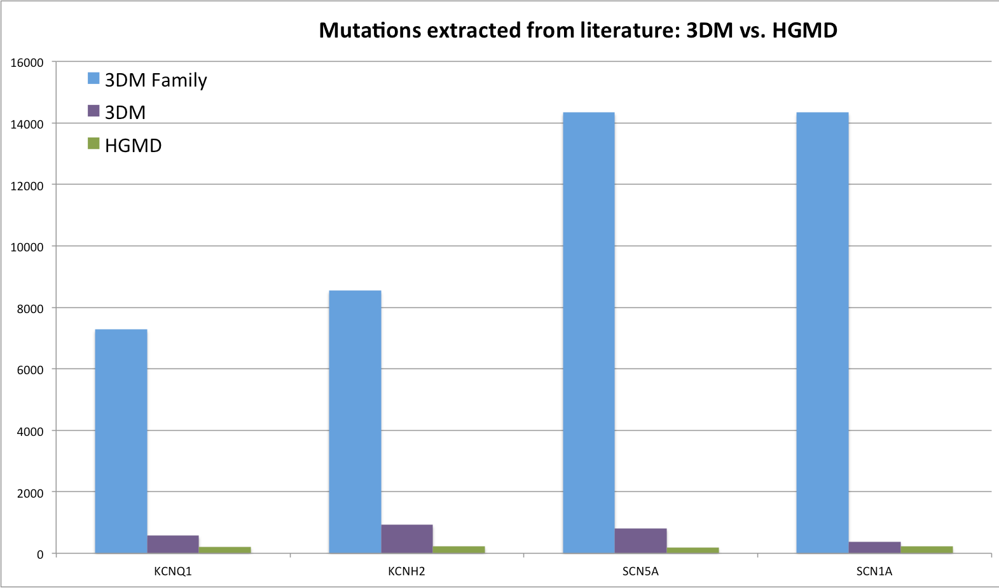 Mutations extracted from literature: 3DM vs. HGMD
16000
3DM Family
3DM
14000
HGMD
12000
10000
8000
6000
4000
2000
0
KCNQ1 KCNH2 SCN5A SCN1A